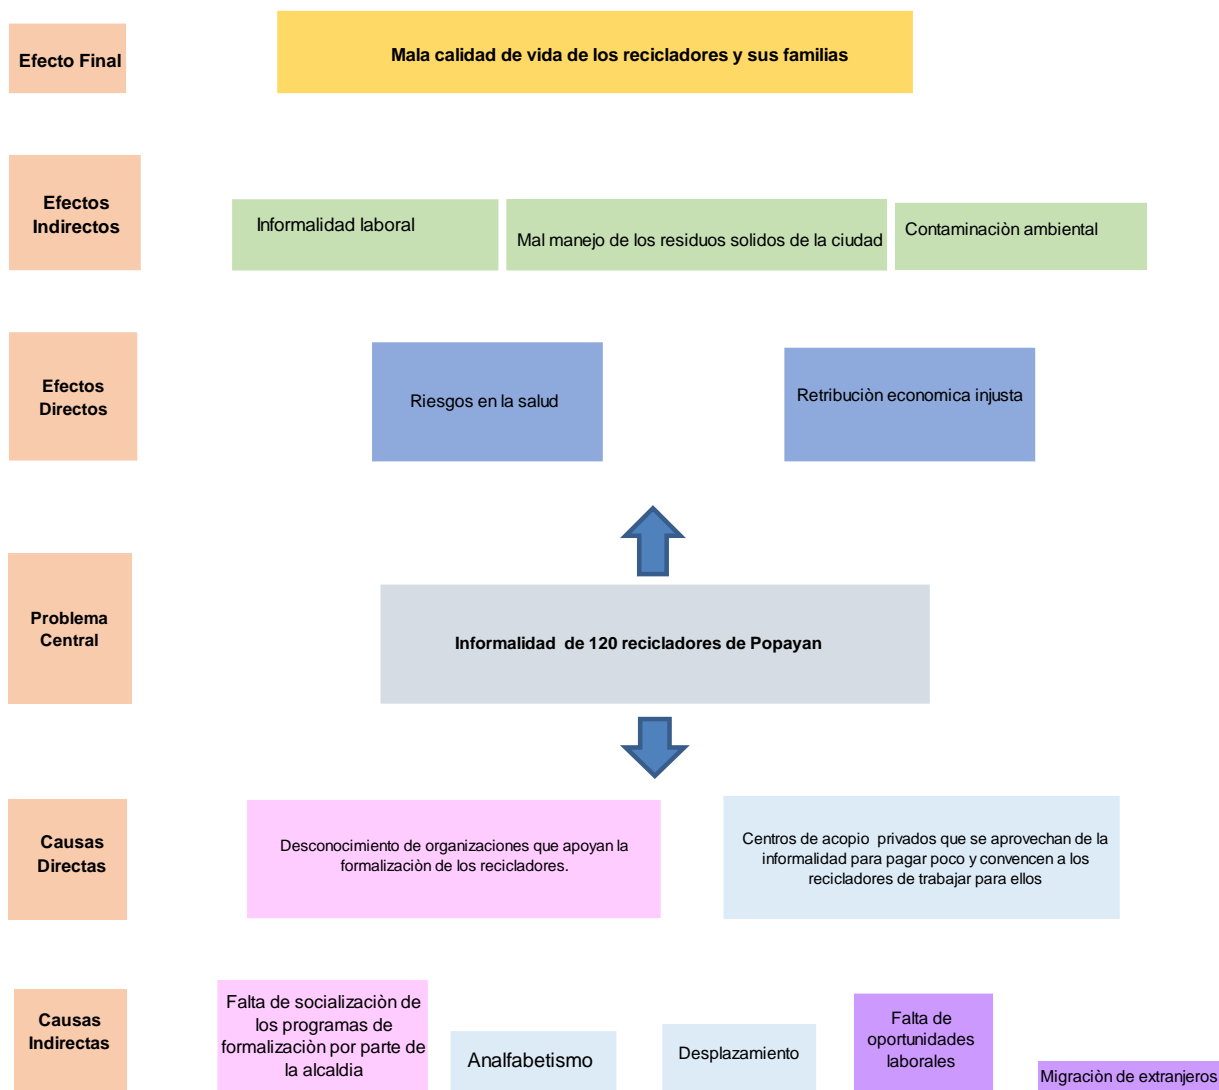 Efecto Final
Mala calidad de vida de los recicladores y sus familias
Efectos
Indirectos
Informalidad laboral
Mal manejo de los residuos solidos de la ciudad
Contaminaciòn ambiental
Efectos
Directos
Riesgos en la salud
Retribuciòn economica injusta
Problema
Central
Informalidad de 120 recicladores de Popayan
Causas
Directas
Desconocimiento de organizaciones que apoyan la
formalizaciòn de los recicladores.
Centros de acopio privados que se aprovechan de la
informalidad para pagar poco y convencen a los
recicladores de trabajar para ellos
Causas
Indirectas
Falta de socializaciòn de
los programas de
formalizaciòn por parte de
la alcaldia
Analfabetismo
Desplazamiento
Falta de
oportunidades
laborales
Migraciòn de extranjeros